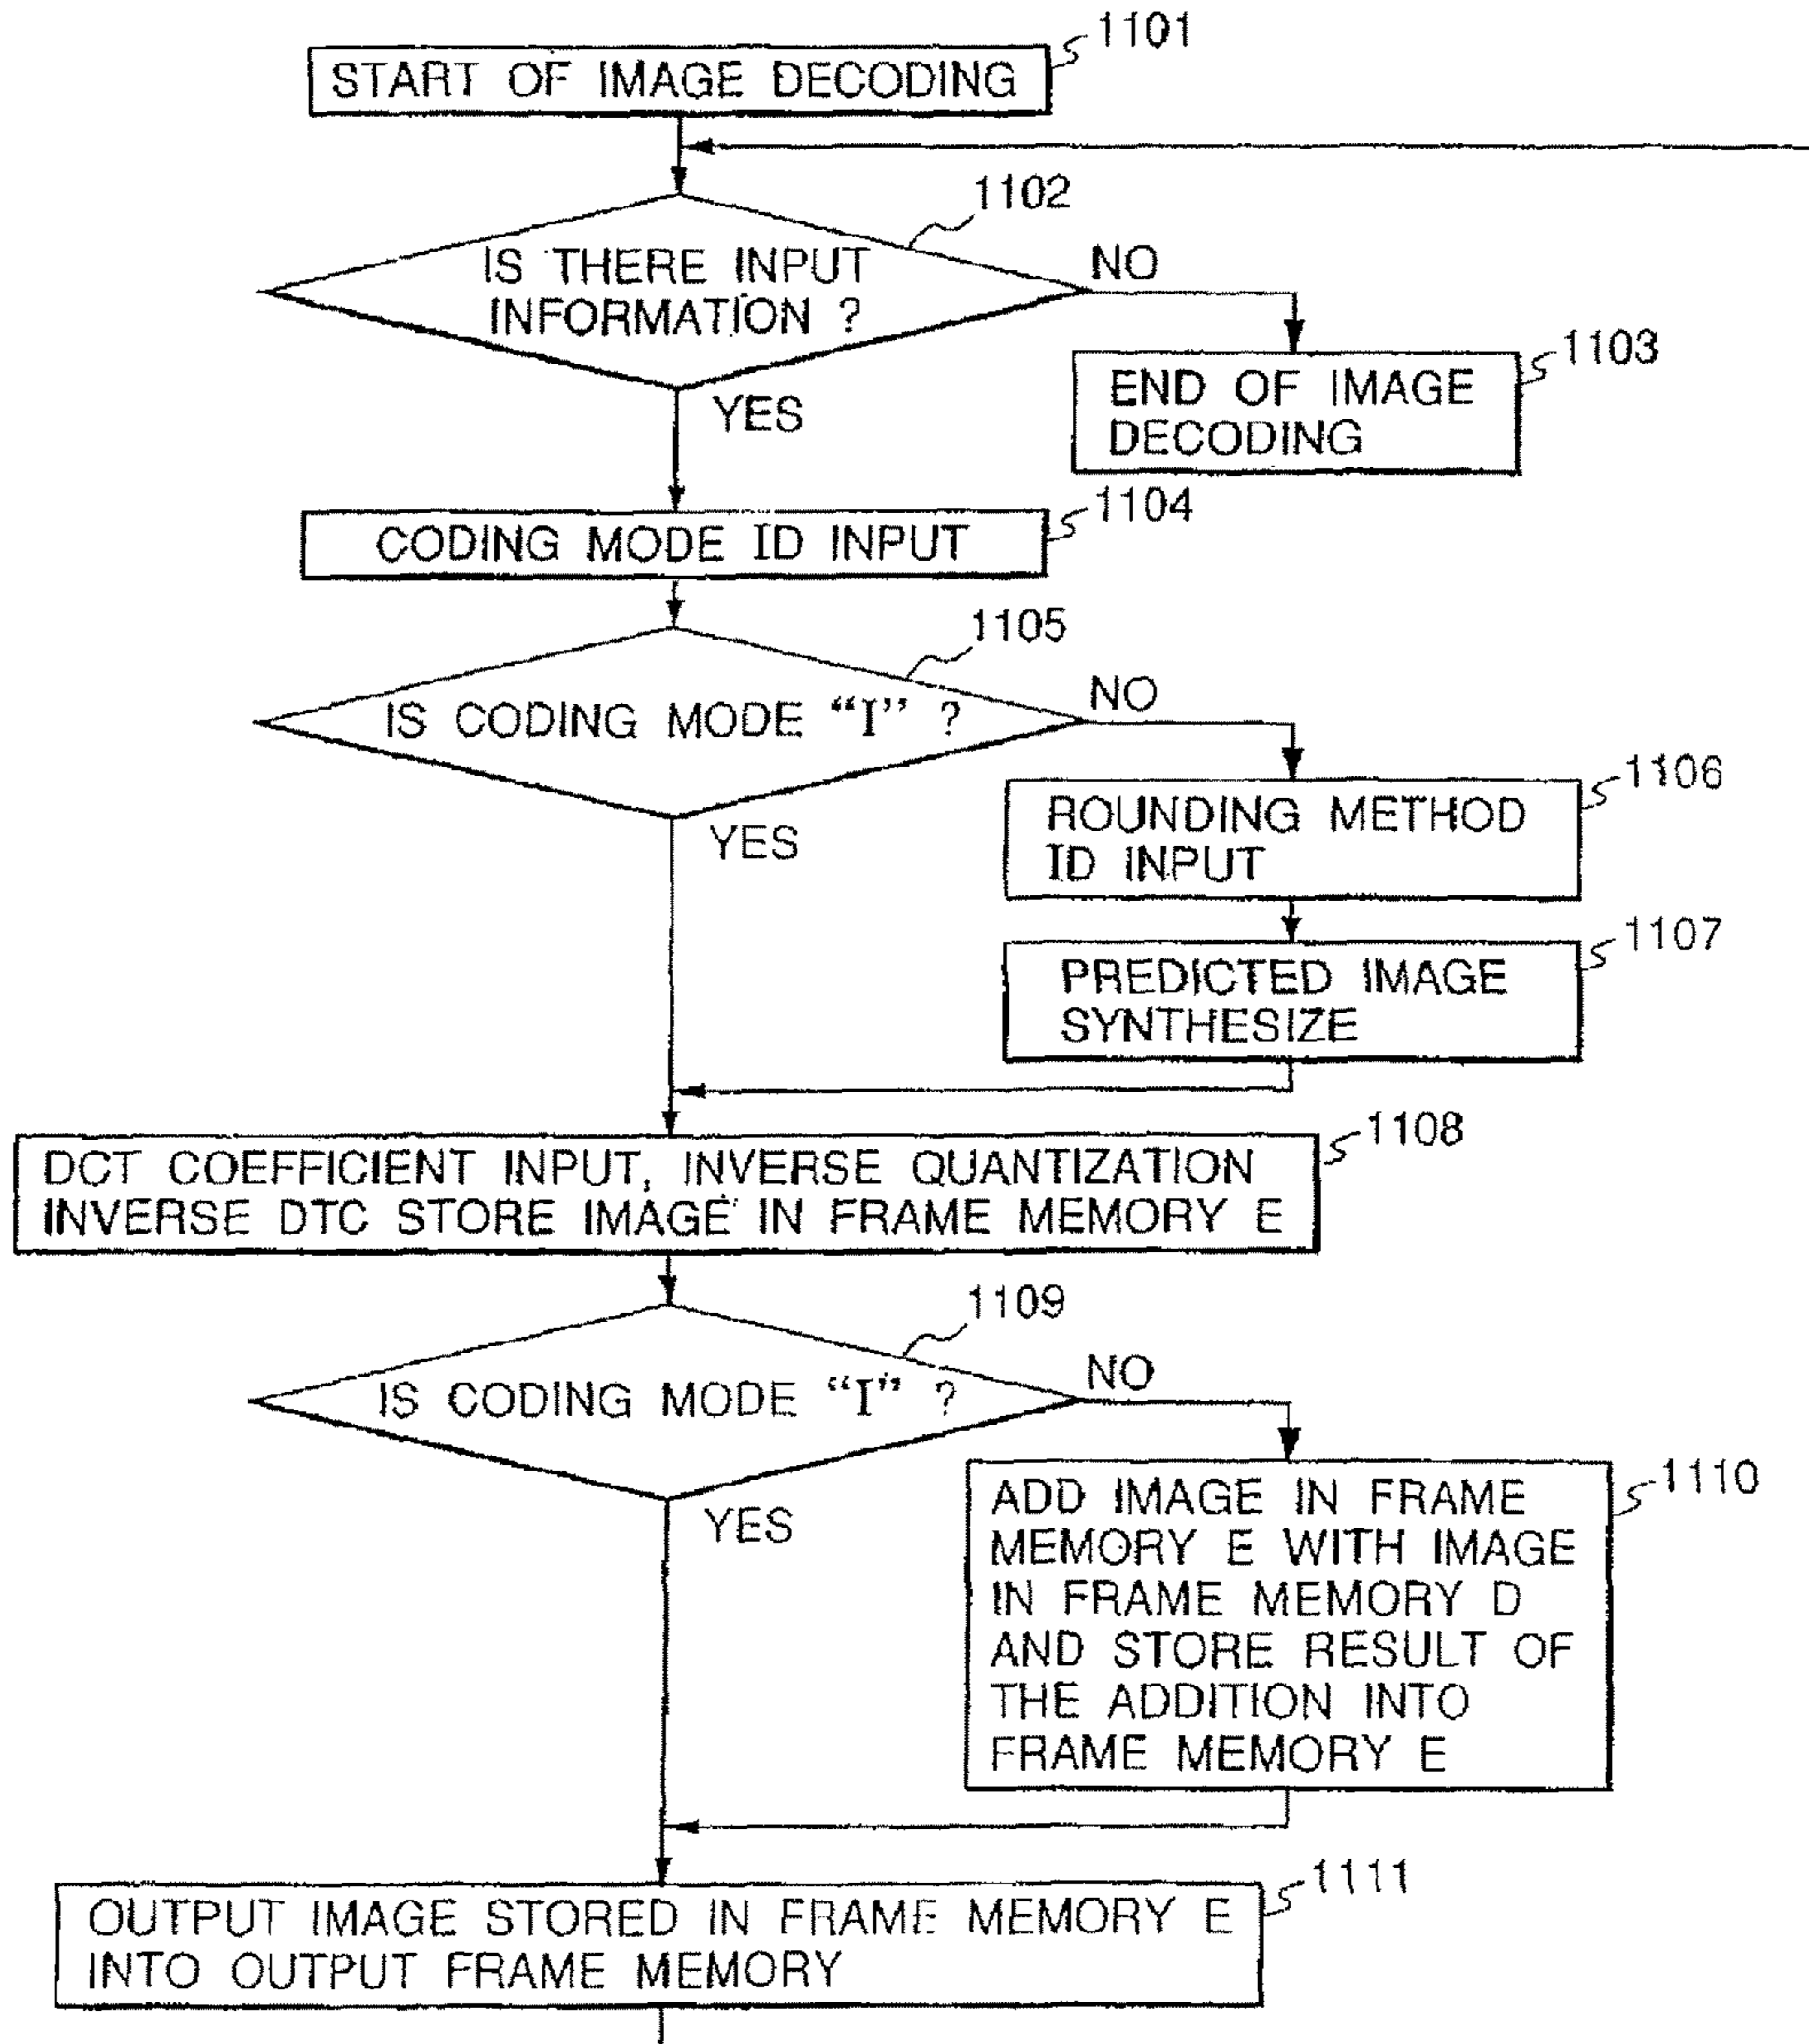 1101
START OF IMAGE DECODING
1102
IS THERE INPUT
INFORMATION ?
NO
YES
1103
END OF IMAGE
DECODING
1104
CODING MODE ID INPUT
1105
IS CODING MODE “I” ?
NO
YES
1106
ROUNDING METHOD
ID INPUT
1107
PREDICTED IMAGE
SYNTHESIZE
1108
DCT COEFFICIENT INPUT, INVERSE QUANTIZATION
INVERSE DTC STORE IMAGE IN FRAME MEMORY E
1109
IS CODING MODE “I” ?
NO
YES
1110
ADD IMAGE IN FRAME
MEMORY E WITH IMAGE
IN FRAME MEMORY D
AND STORE RESULT OF
THE ADDITION INTO
FRAME MEMORY E
1111
OUTPUT IMAGE STORED IN FRAME MEMORY E
INTO OUTPUT FRAME MEMORY